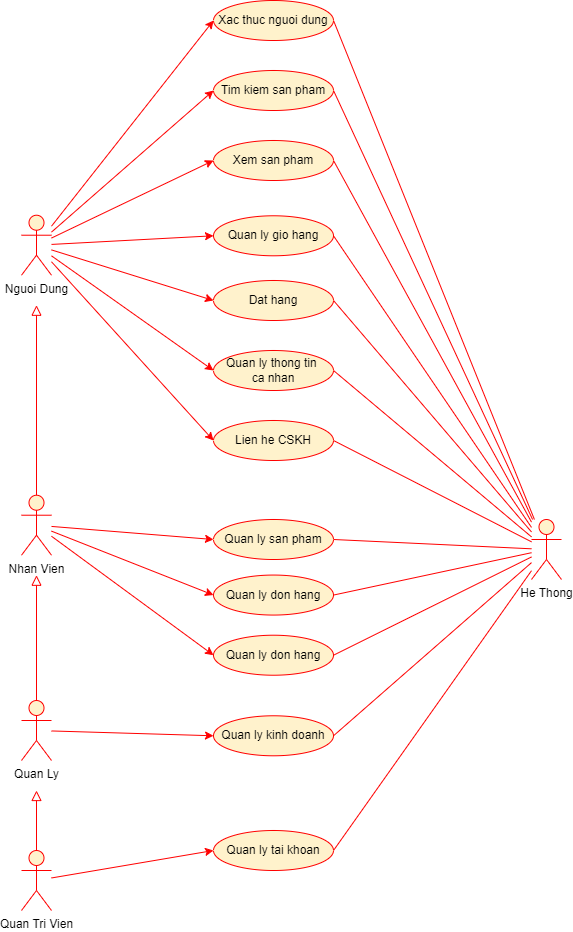 Xac thuc nguoi dung
Tim kiem san pham
Xem san pham
Quan ly gio hang
Nguoi Dung
Dat hang
Quan ly thong tin
ca nhan
Lien he CSKH
Quan ly san pham
Nhan Vien
He Thong
Quan ly don hang
Quan ly don hang
Quan ly kinh doanh
Quan Ly
Quan ly tai khoan
Quan Tri Vien